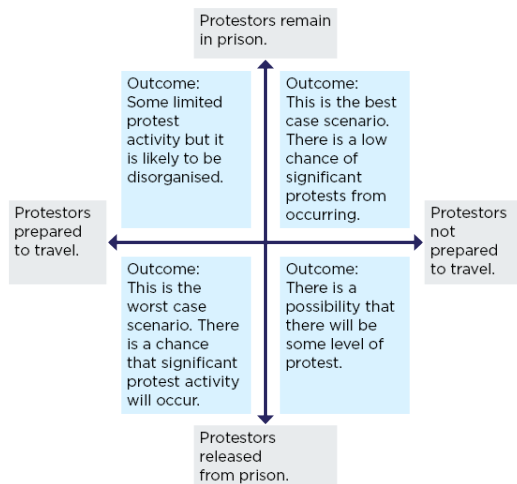 Protestors remain
in prison.
Outcome:
Some limited
protest
activity but it
is likely to be
disorganised.
Outcome:
This is the best
case scenario.
There is a low
chance of
significant
protests from
occurring.
Protestors
prepared
to travel.
Protestors
not
prepared
to travel.
Outcome:
This is the
worst case
scenario. There
is a chance
that significant
protest activity
will occur.
Outcome:
There is a
possibility that
there will be
some level of
protest.
Protestors
released
from prison.